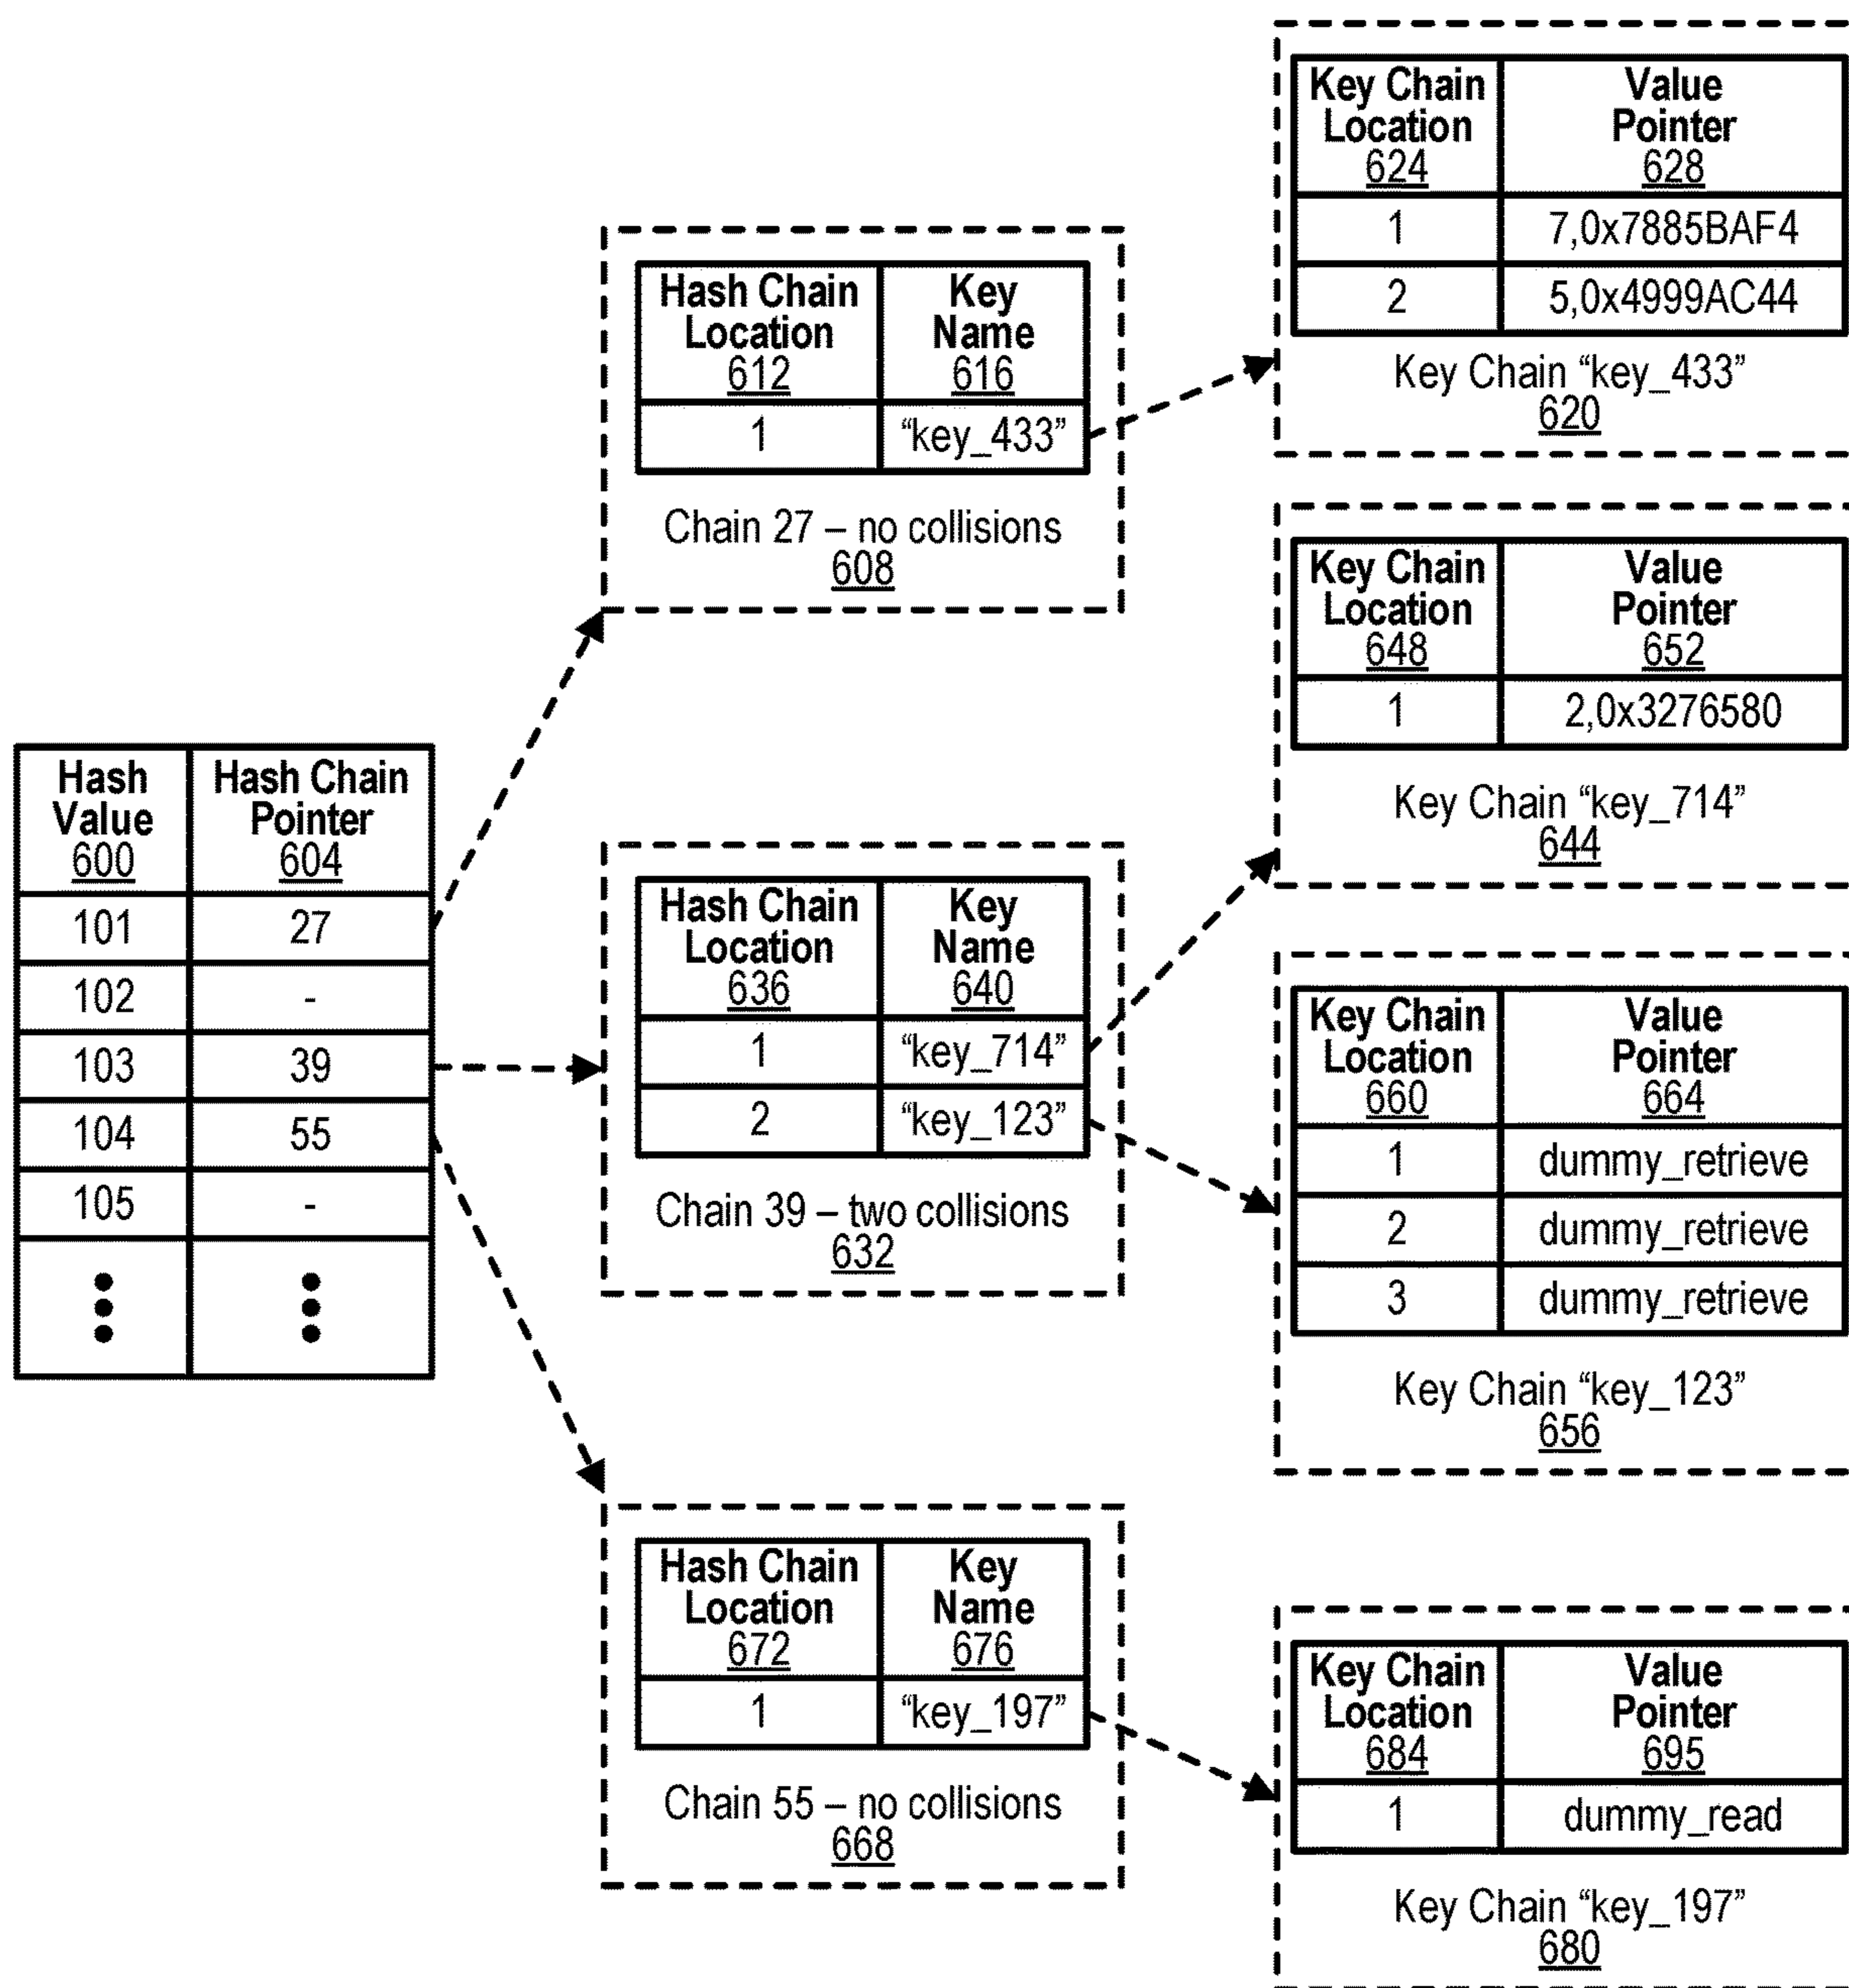 Hash Value 600 Hash Chain Pointer 604
101 27
102 -
103 39
104 55
105 -
Hash Chain Location 612 Key Name 616
1 “key_433”
Chain 27 – no collisions
608
Hash Chain Location 636 Key Name 640
1 “key_714”
2 “key_123”
Chain 39 – two collisions
632
Hash Chain Location 672 Key Name 676
1 “key_197”
Chain 55 – no collisions
668
Key Chain Location 624 Value Pointer 628
1 7,0x7885BAF4
2 5,0x4999AC44
Key Chain “key_433”
620
Key Chain Location 648 Value Pointer 652
1 2,0x3276580
Key Chain “key_714”
644
Key Chain Location 660 Value Pointer 664
1 dummy_retrieve
2 dummy_retrieve
3 dummy_retrieve
Key Chain “key_123”
656
Key Chain Location 684 Value Pointer 695
1 dummy_read
Key Chain “key_197”
680